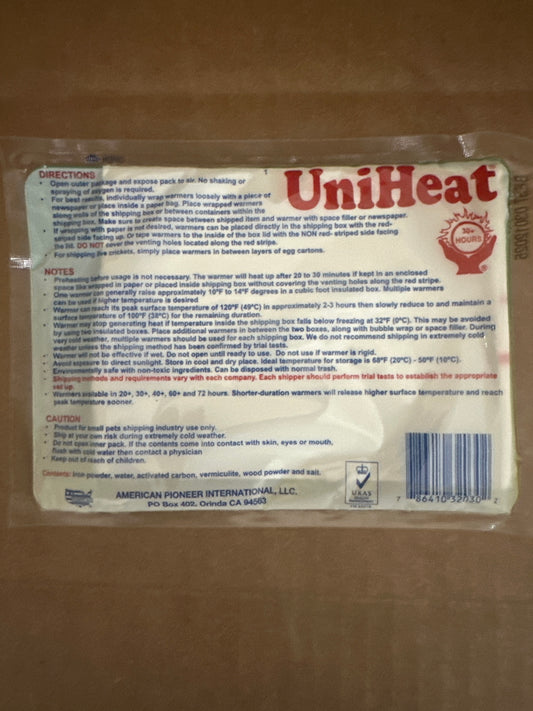 DIRECTIONS
• Open outer package and expose pack to air. No shaking or
spraying of oxygen is required.
• For best results, individually wrap warmers loosely with a piece of
newspaper or place inside a paper bag. Place wrapped warmers
along walls of the shipping box or between containers within the
shipping box. Make sure to create space between shipped item and warmer with space filler or newspaper.
• If wrapping with paper is not desired, warmers can be placed directly in the shipping box with the red-
striped side facing up. Or tape warmers to the inside of the box lid with the NON red- striped side facing
the lid. DO NOT cover the venting holes located along the red stripe.
• For shipping live crickets, simply place warmers in between layers of egg cartons.
UniHeat
30+
HOURS
®
NOTES
• Preheating before usage is not necessary. The warmer will heat up after 20 to 30 minutes if kept in an enclosed
space like wrapped in paper or placed inside shipping box without covering the venting holes along the red stripe.
• One warmer can generally raise approximately 10°F to 14°F degrees in a cubic foot insulated box. Multiple warmers
can be used if higher temperature is desired
• Warmer can reach its peak surface temperature of 120°F (49°C) in approximately 2-3 hours then slowly reduce to and maintain a
surface temperature of 100°F (38°C) for the remaining duration.
• Warmer may stop generating heat if temperature inside the shipping box falls below freezing at 32°F (0°C). This may be avoided
by using two insulated boxes. Place additional warmers in between the two boxes, along with bubble wrap or space filler. During
very cold weather, multiple warmers should be used for each shipping box. We do not recommend shipping in extremely cold
weather unless the shipping method has been confirmed by trial tests.
• Warmer will not be effective if wet. Do not open until ready to use. Do not use if warmer is rigid.
• Avoid exposure to direct sunlight. Store in cool and dry place. Ideal temperature for storage is 68°F (20°C) - 50°F (10°C).
• Environmentally safe with non-toxic ingredients. Can be disposed with normal trash.
• Shipping methods and requirements vary with each company. Each shipper should perform trial tests to establish the appropriate
set up.
• Warmers available in 20+, 30+, 40+, 60+ and 72 hours. Shorter-duration warmers will release higher surface temperature and reach
peak temperature sooner.
CAUTION
• Product for small pets shipping industry use only.
• Ship at your own risk during extremely cold weather.
• Do not open inner pack. If the contents come into contact with skin, eyes or mouth,
flush with cold water then contact a physician
• Keep out of reach of children.
Contents: Iron powder, water, activated carbon, vermiculite, wood powder and salt.
AMERICAN PIONEER INTERNATIONAL, LLC.
PO Box 402, Orinda CA 94563
UKAS
7 86410 32030 2